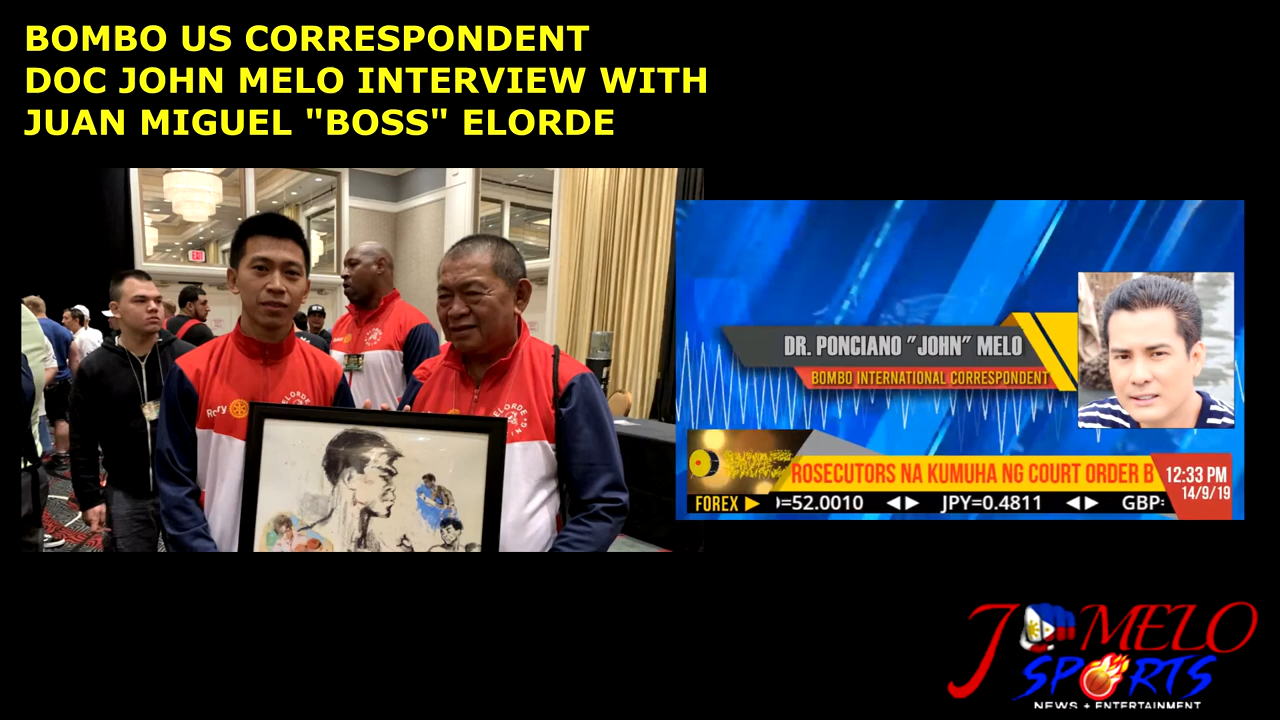 BOMBO US CORRESPONDENT
DOC JOHN MELO INTERVIEW WITH
JUAN MIGUEL "BOSS" ELORDE
ELORDE
DR. PONCIANO "JOHN" MELO
BOMBO INTERNATIONAL CORRESPONDENT
ROSECUTORS NA KUMUHA NG COURT ORDER B
12:33 PM
14/9/19
FOREX ▶ )=52.0010 ◀▶ JPY=0.4811 ◀▶ GBP=
J MELO
SPORTS
NEWS + ENTERTAINMENT